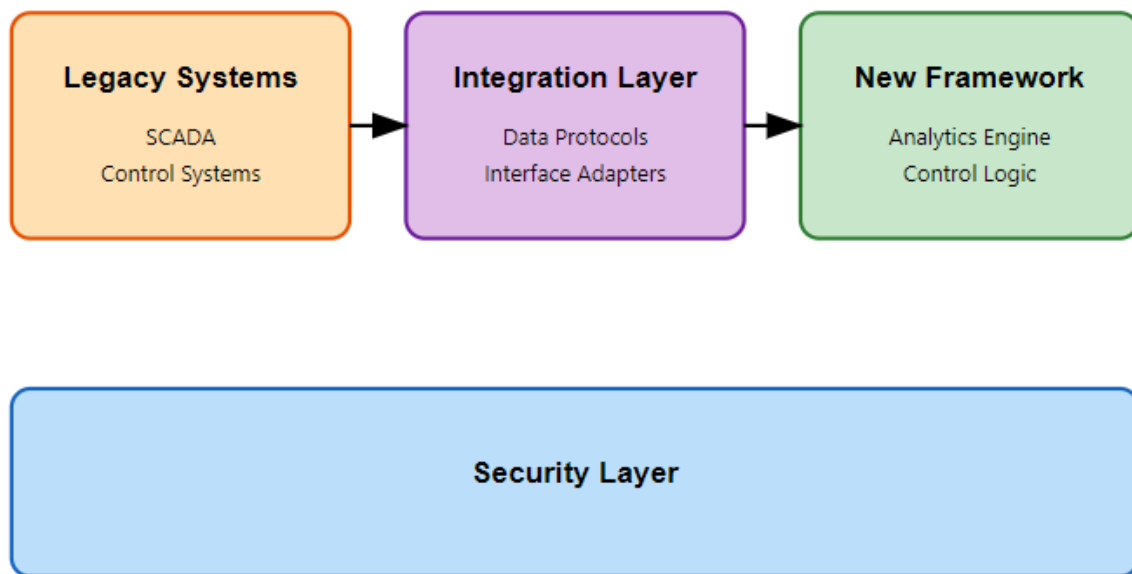 Legacy Systems
SCADA
Control Systems
Integration Layer
Data Protocols
Interface Adapters
New Framework
Analytics Engine
Control Logic
Security Layer